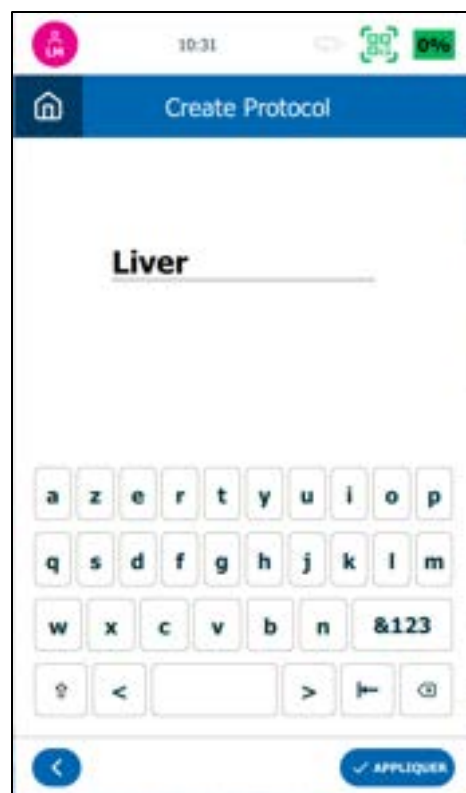 LM 10:31 0%
Create Protocol
Liver
a z e r t y u i o p
q s d f g h j k l m
w x c v b n &123
< >
APPLIQUER